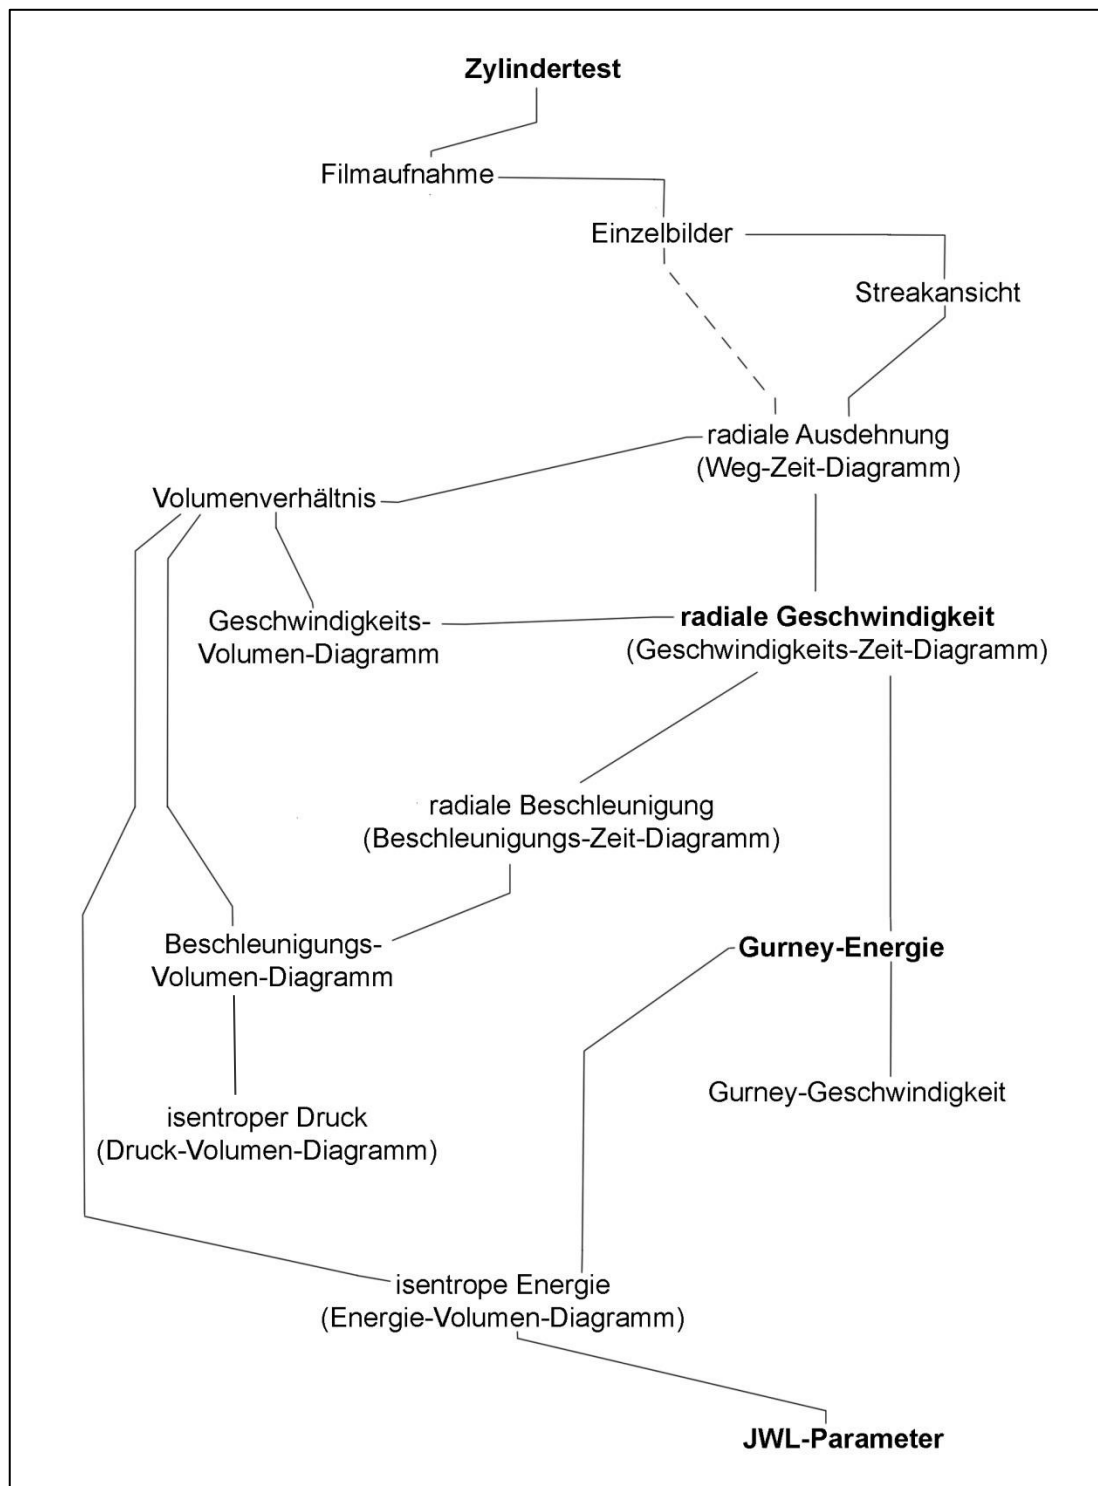 Zylindertest
Filmaufnahme
Einzelbilder
Streakansicht
radiale Ausdehnung
(Weg-Zeit-Diagramm)
Volumenverhältnis
radiale Geschwindigkeit
(Geschwindigkeits-Zeit-Diagramm)
Geschwindigkeits-
Volumen-Diagramm
radiale Beschleunigung
(Beschleunigungs-Zeit-Diagramm)
Beschleunigungs-
Volumen-Diagramm
Gurney-Energie
Gurney-Geschwindigkeit
isentroper Druck
(Druck-Volumen-Diagramm)
isentrope Energie
(Energie-Volumen-Diagramm)
JWL-Parameter